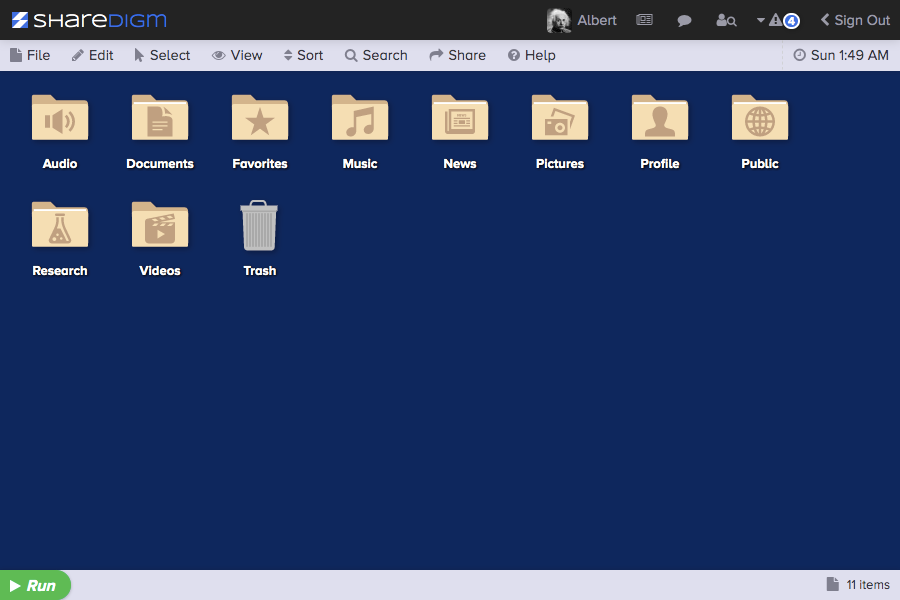 SHAREDIGM Albert 4 Sign Out
File Edit Select View Sort Search Share Help Sun 1:49 AM
Audio Documents Favorites Music News Pictures Profile Public
Research Videos Trash
Run 11 items